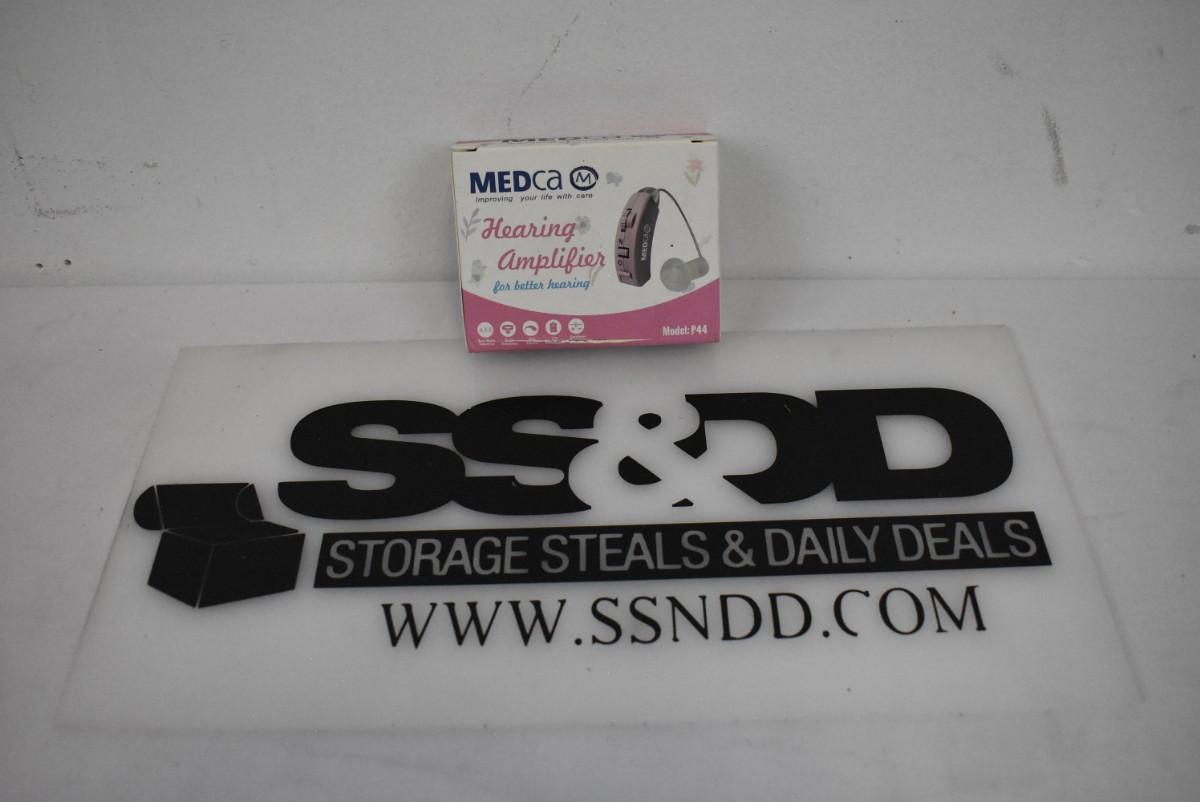 MEDca M
Improving your life with care
Hearing
Amplifier
for better hearing
MEDca
Model: P44
SS&DD
STORAGE STEALS & DAILY DEALS
WWW.SSNDD.COM